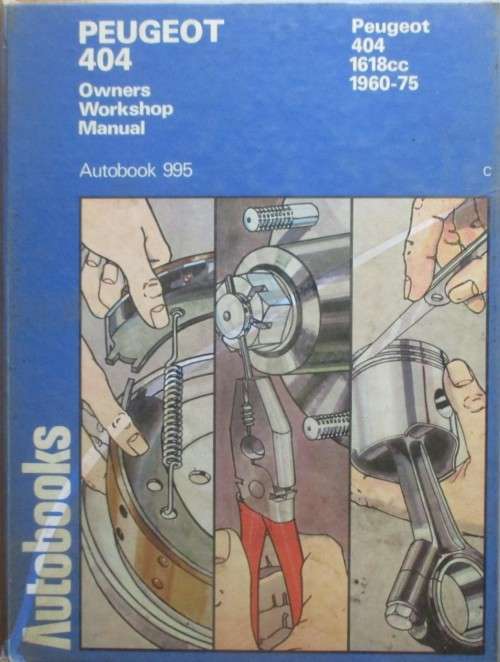 PEUGEOT
404
Owners
Workshop
Manual
Autobook 995
Peugeot
404
1618cc
1960-75
c
Autobooks